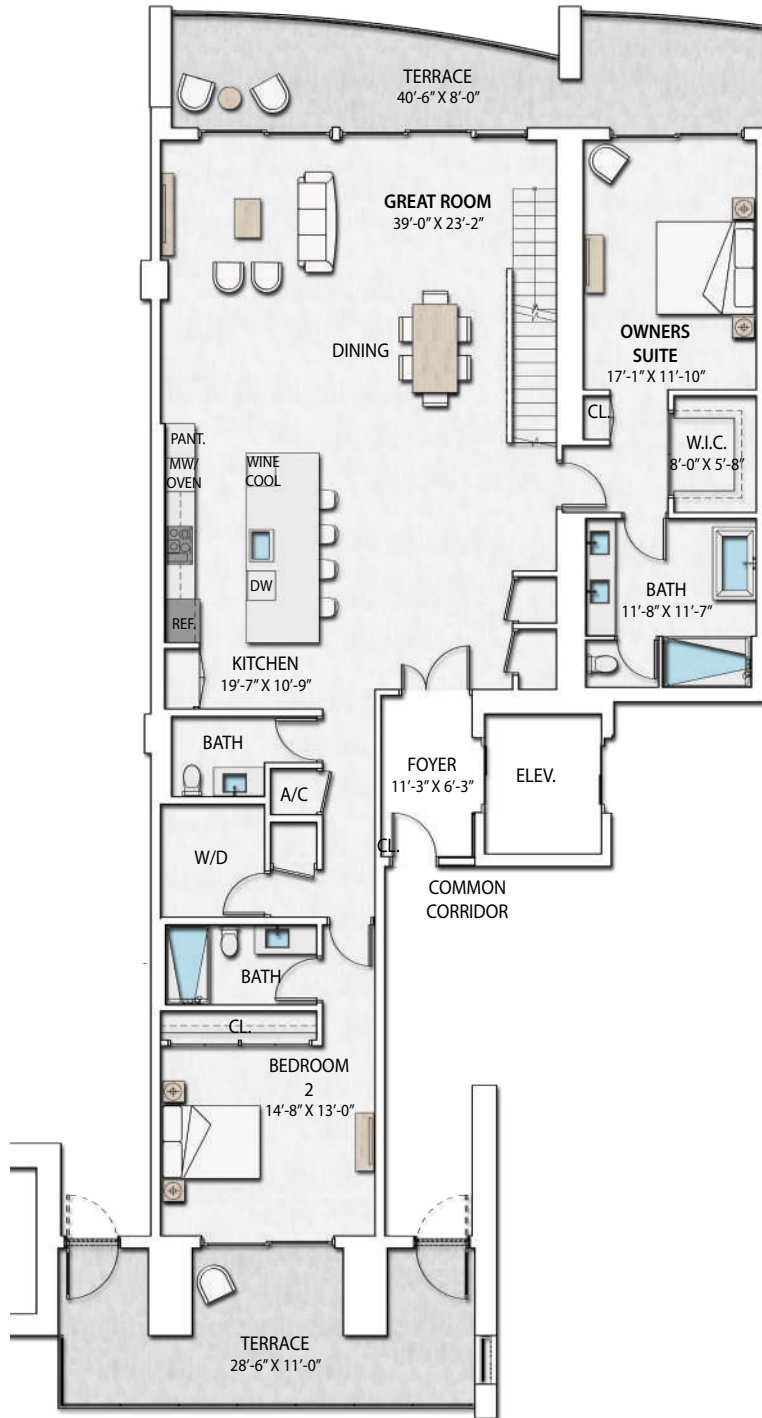 TERRACE
40'-6" X 8'-0"
GREAT ROOM
39'-0" X 23'-2"
DINING
OWNERS
SUITE
17'-1" X 11'-10"
CL.
W.I.C.
8'-0" X 5'-8"
PANT.
MW/
OVEN
WINE
COOL
DW
REF.
BATH
11'-8" X 11'-7"
KITCHEN
19'-7" X 10'-9"
BATH
A/C
FOYER
11'-3" X 6'-3"
ELEV.
W/D
CL.
COMMON
CORRIDOR
BATH
CL.
BEDROOM
2
14'-8" X 13'-0"
TERRACE
28'-6" X 11'-0"